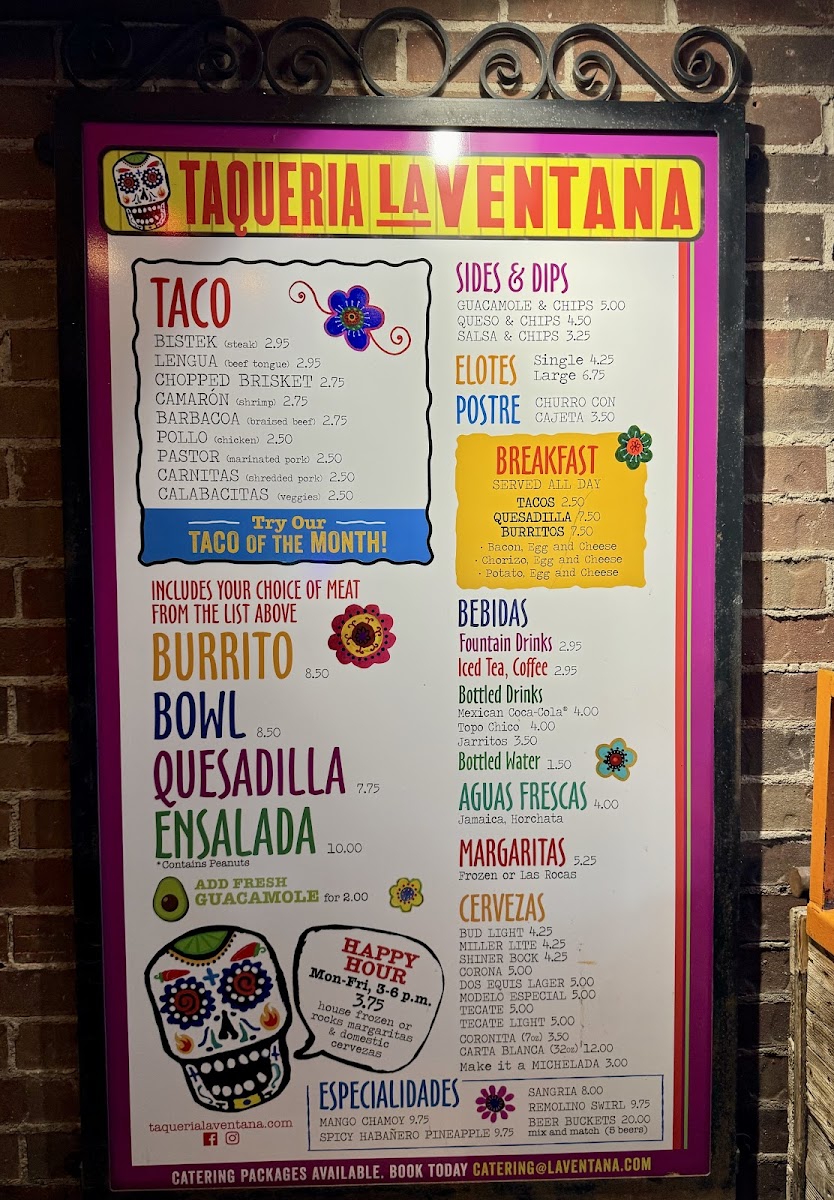 TAQUERIA LA VENTANA
TACO
BISTEK (steak) 2.95
LENGUA (beef tongue) 2.95
CHOPPED BRISKET 2.75
CAMARÓN (shrimp) 2.75
BARBACOA (braised beef) 2.75
POLLO (chicken) 2.50
PASTOR (marinated pork) 2.50
CARNITAS (shredded pork) 2.50
CALABACITAS (veggies) 2.50
Try Our
TACO OF THE MONTH!
INCLUDES YOUR CHOICE OF MEAT
FROM THE LIST ABOVE
BURRITO 8.50
BOWL 8.50
QUESADILLA 7.75
ENSALADA 10.00
*Contains Peanuts
ADD FRESH
GUACAMOLE for 2.00
HAPPY
HOUR
Mon-Fri, 3-6 p.m.
3.75
house frozen or
rocks margaritas
& domestic
cervezas
taquerialaventana.com
SIDES & DIPS
GUACAMOLE & CHIPS 5.00
QUESO & CHIPS 4.50
SALSA & CHIPS 3.25
ELOTES Single 4.25
Large 6.75
POSTRE CHURRO CON
CAJETA 3.50
BREAKFAST
SERVED ALL DAY
TACOS 2.50
QUESADILLA 7.50
BURRITOS 7.50
· Bacon, Egg and Cheese
· Chorizo, Egg and Cheese
· Potato, Egg and Cheese
BEBIDAS
Fountain Drinks 2.95
Iced Tea, Coffee 2.95
Bottled Drinks
Mexican Coca-Cola® 4.00
Topo Chico 4.00
Jarritos 3.50
Bottled Water 1.50
AGUAS FRESCAS 4.00
Jamaica, Horchata
MARGARITAS 5.25
Frozen or Las Rocas
CERVEZAS
BUD LIGHT 4.25
MILLER LITE 4.25
SHINER BOCK 4.25
CORONA 5.00
DOS EQUIS LAGER 5.00
MODELO ESPECIAL 5.00
TECATE 5.00
TECATE LIGHT 5.00
CORONITA (7oz) 3.50
CARTA BLANCA (32oz) 12.00
Make it a MICHELADA 3.00
ESPECIALIDADES
MANGO CHAMOY 9.75
SPICY HABAÑERO PINEAPPLE 9.75
SANGRIA 8.00
REMOLINO SWIRL 9.75
BEER BUCKETS 20.00
mix and match (5 beers)
CATERING PACKAGES AVAILABLE. BOOK TODAY CATERING@LAVENTANA.COM